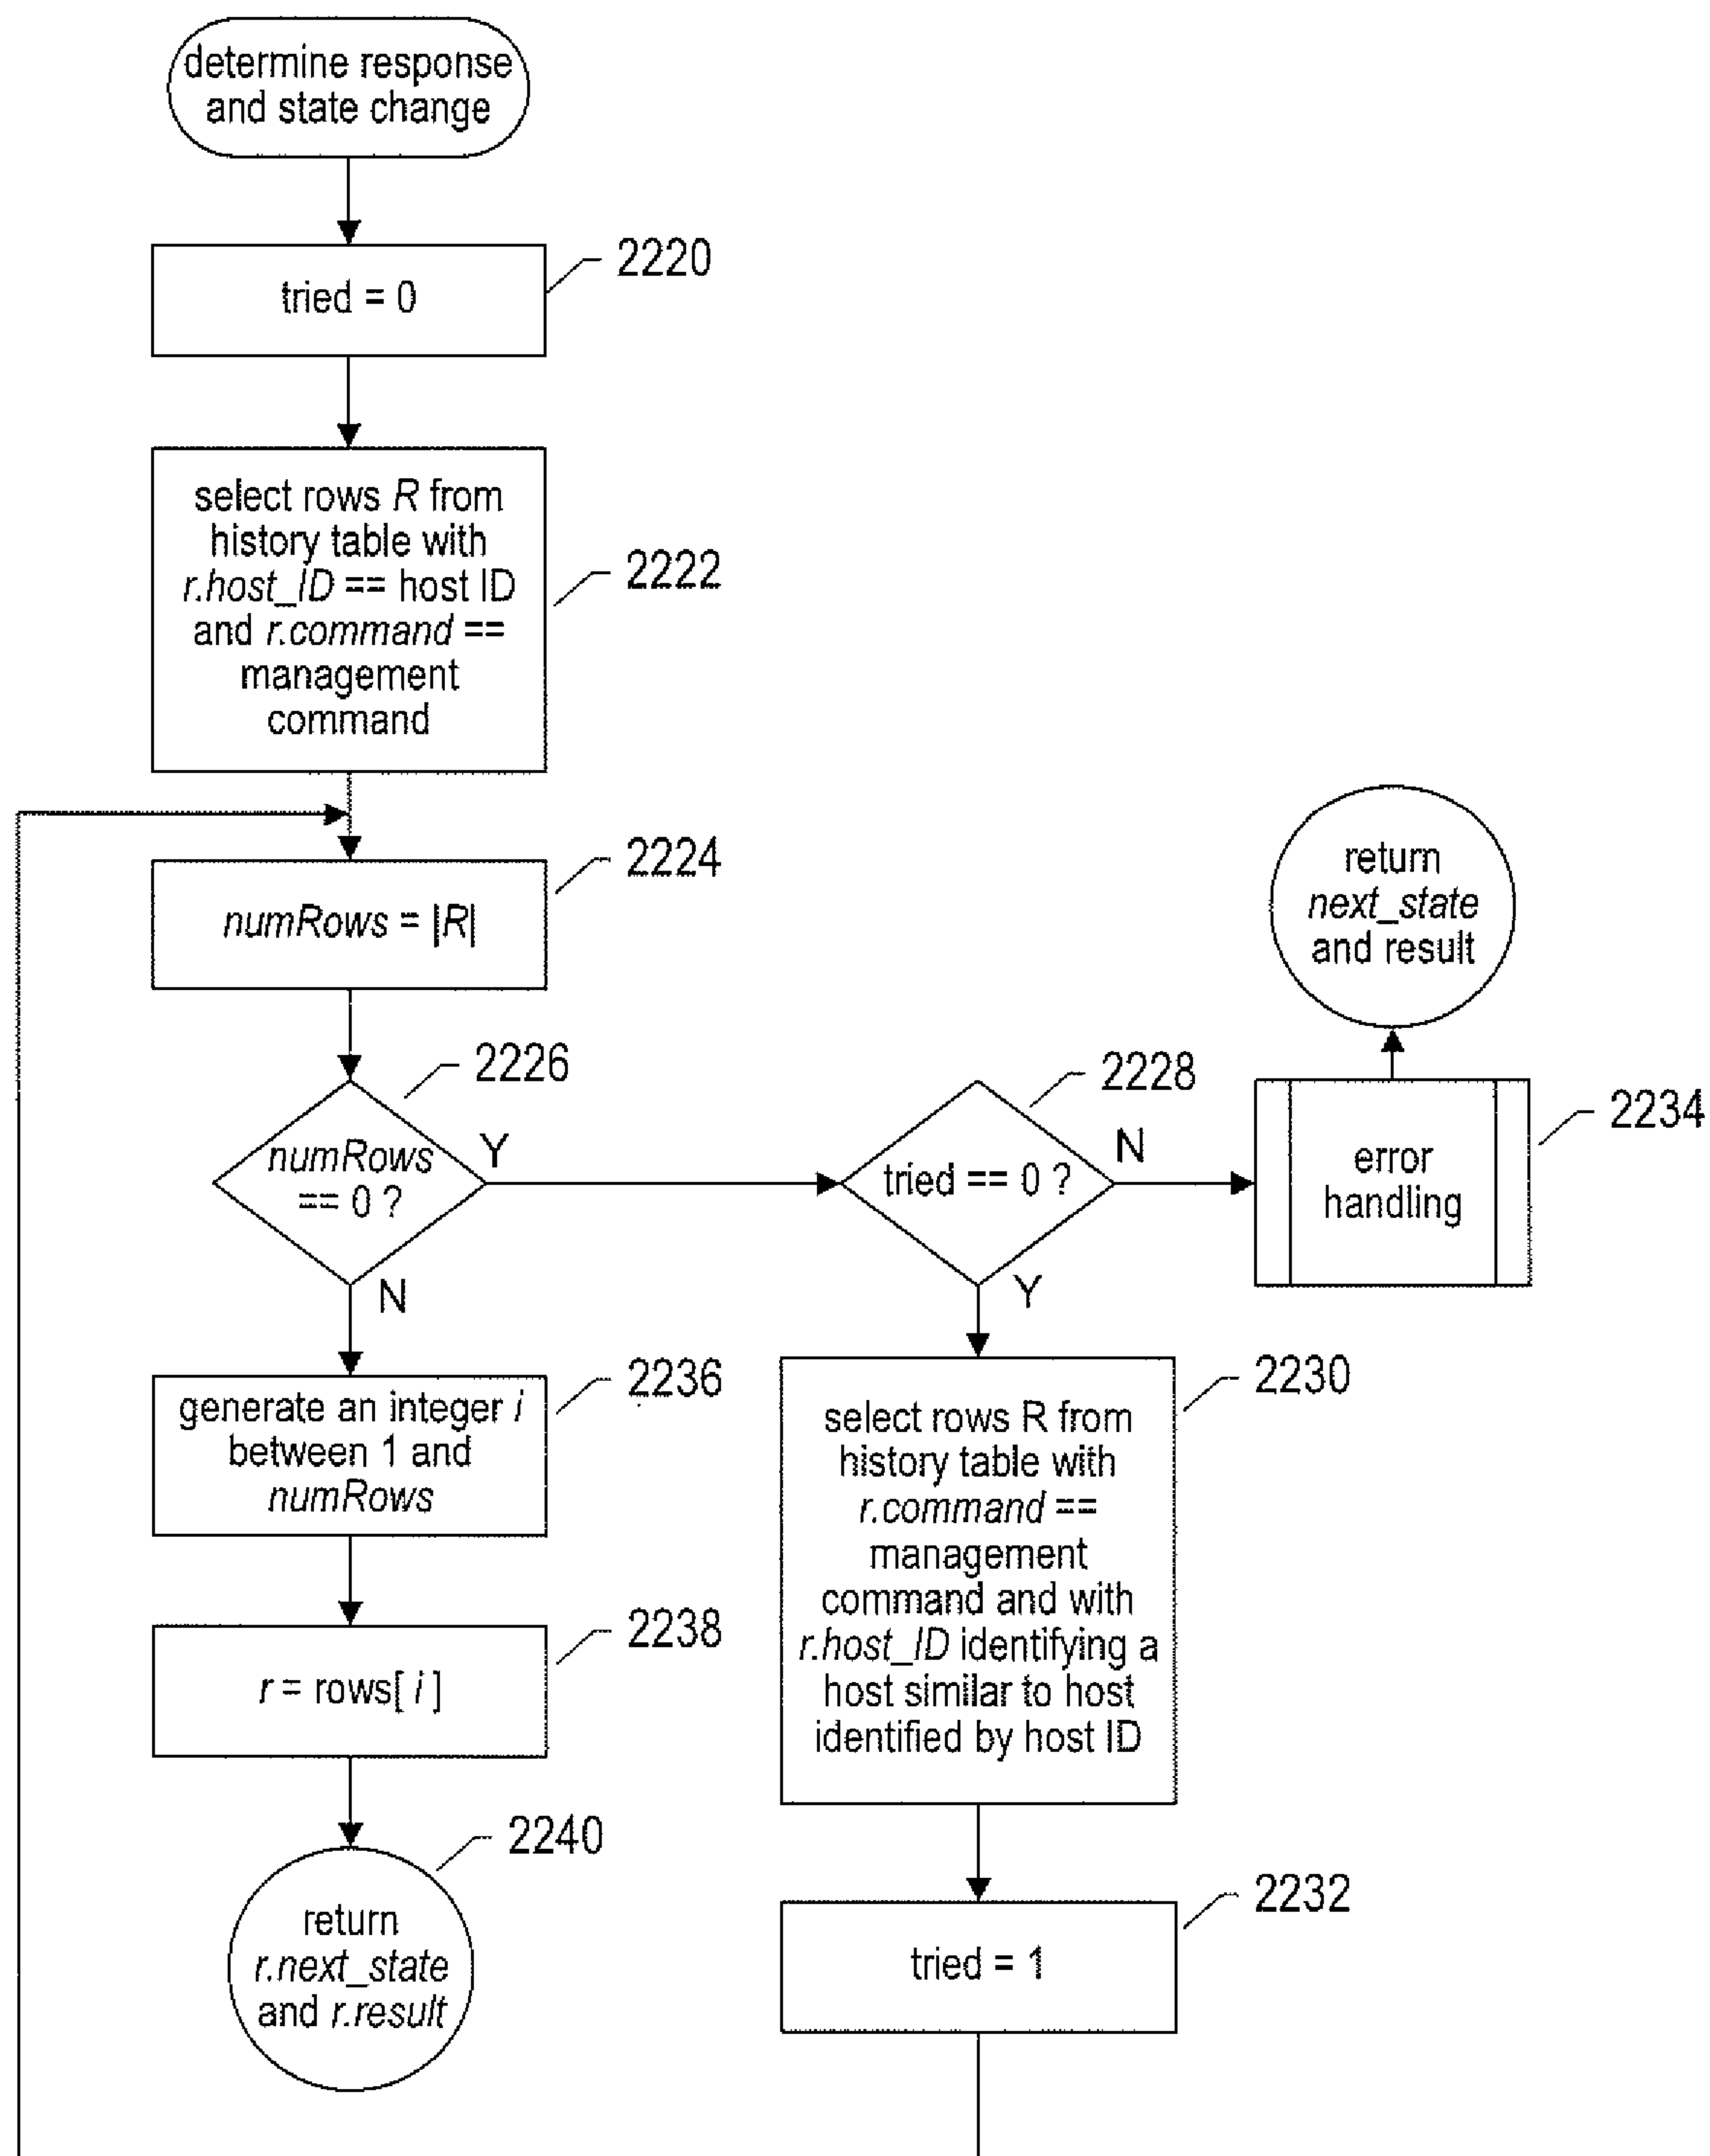 determine response
and state change
2220
tried = 0
select rows R from
history table with
r.host_ID == host ID
and r.command ==
management
command
2222
2224
numRows = |R|
return
next_state
and result
2226
numRows
== 0 ?
Y
N
2228
tried == 0 ?
N
Y
2234
error
handling
2236
generate an integer i
between 1 and
numRows
2230
select rows R from
history table with
r.command ==
management
command and with
r.host_ID identifying a
host similar to host
identified by host ID
2238
r = rows[ i ]
2240
return
r.next_state
and r.result
2232
tried = 1